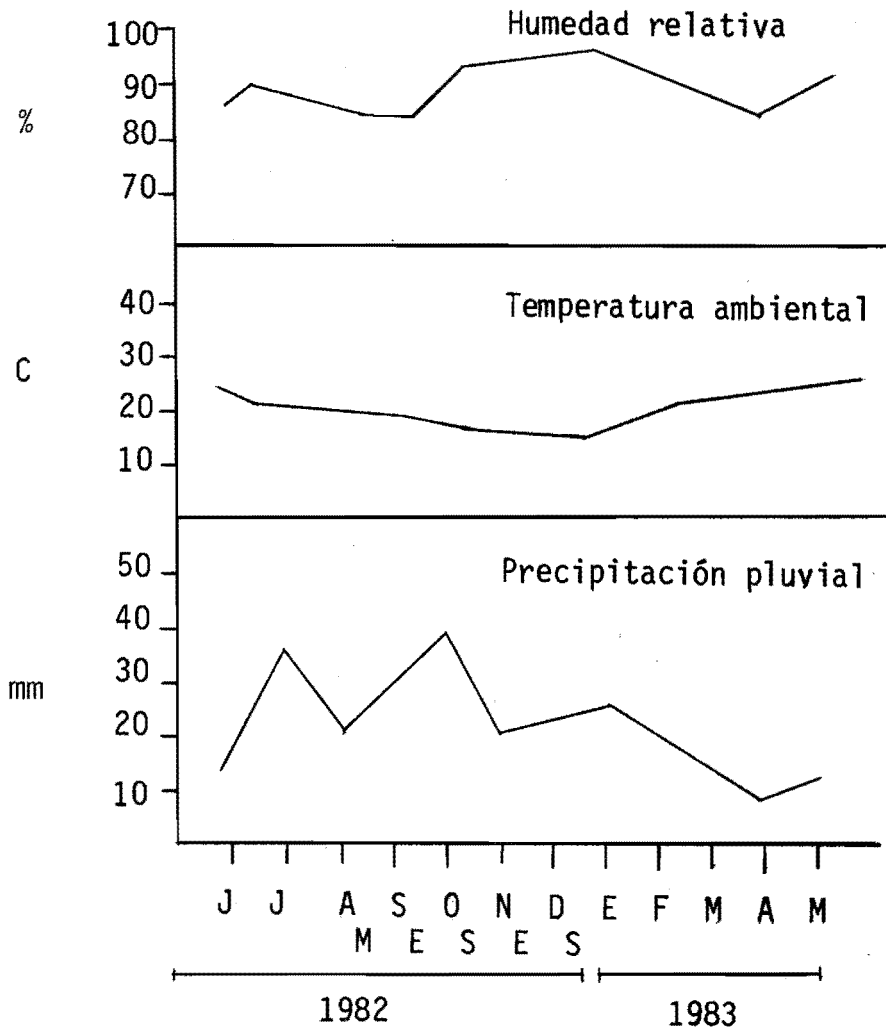 Humedad relativa
%
100
90
80
70
Temperatura ambiental
C
40
30
20
10
Precipitación pluvial
mm
50
40
30
20
10
J J A S O N D E F M A M
M E S E S
1982 1983